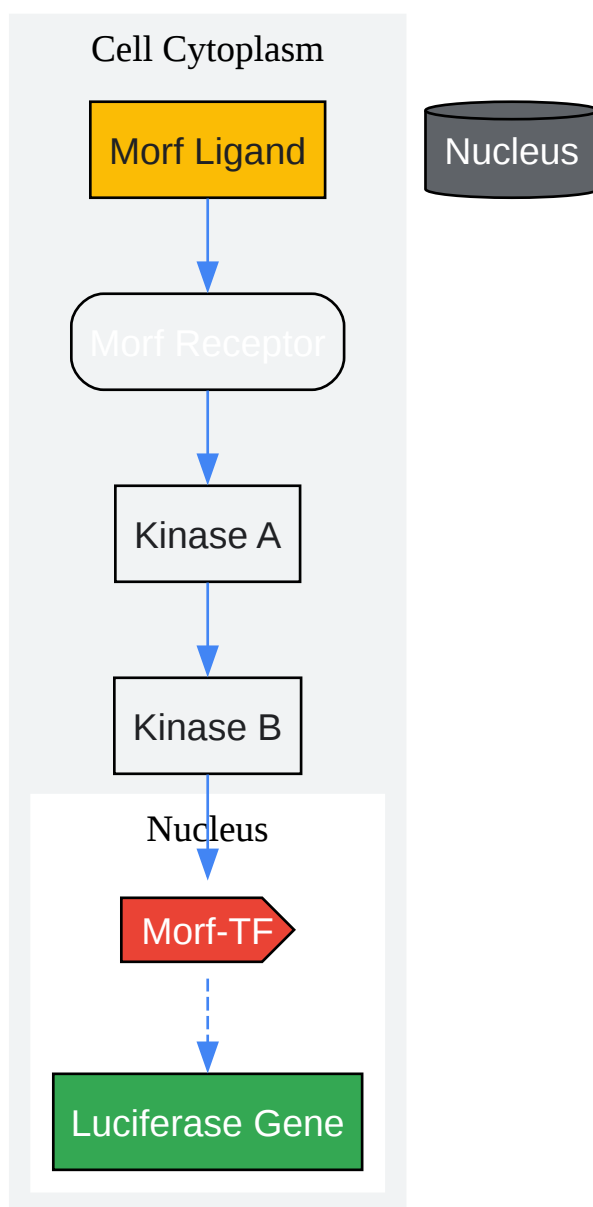 Cell Cytoplasm
Morf Ligand
Nucleus
Morf Receptor
Kinase A
Kinase B
Nucleus
Morf-TF
Luciferase Gene